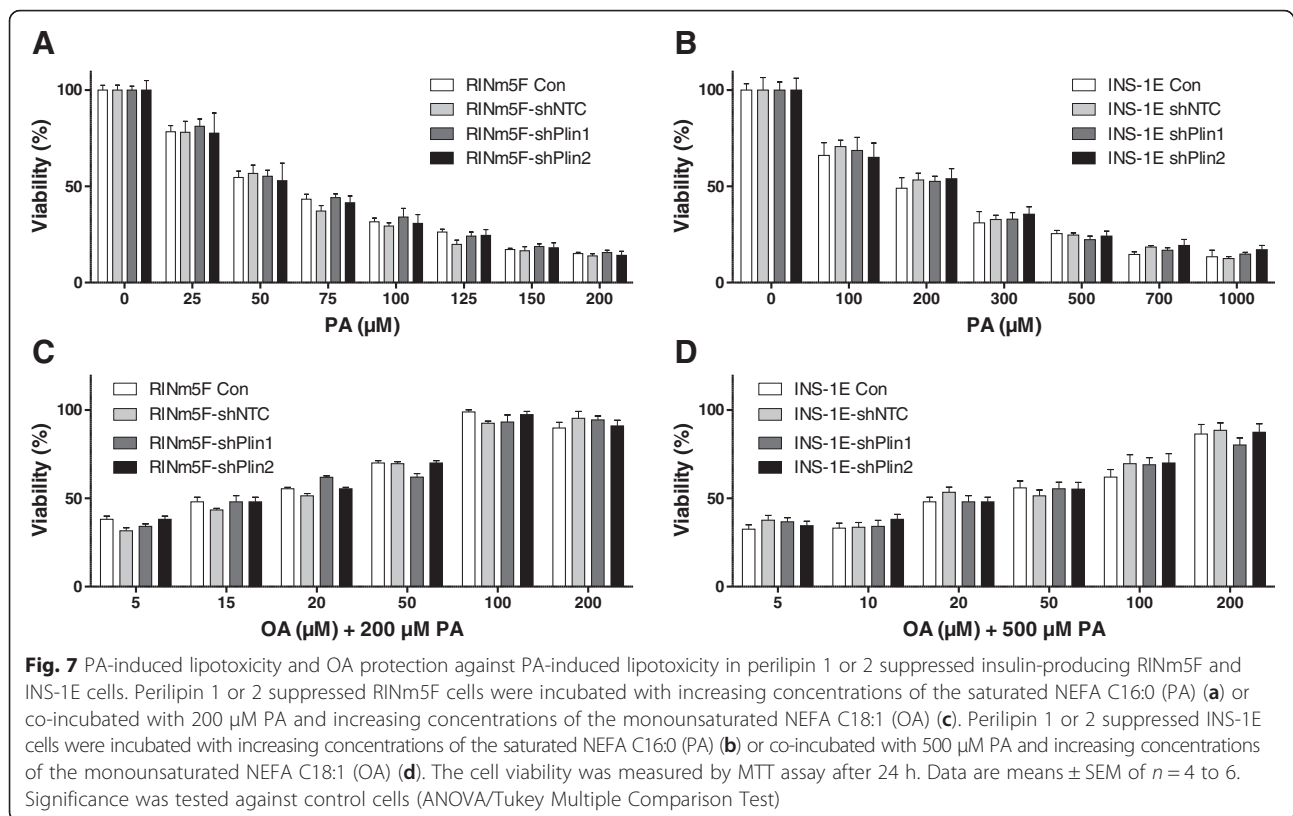 A
Viability (%)
100
50
0
RINm5F Con
RINm5F-shNTC
RINm5F-shPlin1
RINm5F-shPlin2
0 25 50 75 100 125 150 200
PA (µM)
B
Viability (%)
100
50
0
INS-1E Con
INS-1E shNTC
INS-1E shPlin1
INS-1E shPlin2
0 100 200 300 500 700 1000
PA (µM)
C
Viability (%)
100
50
0
RINm5F Con
RINm5F-shNTC
RINm5F-shPlin1
RINm5F-shPlin2
5 15 20 50 100 200
OA (µM) + 200 µM PA
D
Viability (%)
100
50
0
INS-1E Con
INS-1E-shNTC
INS-1E-shPlin1
INS-1E-shPlin2
5 10 20 50 100 200
OA (µM) + 500 µM PA
Fig. 7 PA-induced lipotoxicity and OA protection against PA-induced lipotoxicity in perilipin 1 or 2 suppressed insulin-producing RINm5F and
INS-1E cells. Perilipin 1 or 2 suppressed RINm5F cells were incubated with increasing concentrations of the saturated NEFA C16:0 (PA) (a) or
co-incubated with 200 µM PA and increasing concentrations of the monounsaturated NEFA C18:1 (OA) (c). Perilipin 1 or 2 suppressed INS-1E
cells were incubated with increasing concentrations of the saturated NEFA C16:0 (PA) (b) or co-incubated with 500 µM PA and increasing concentrations
of the monounsaturated NEFA C18:1 (OA) (d). The cell viability was measured by MTT assay after 24 h. Data are means ± SEM of n = 4 to 6.
Significance was tested against control cells (ANOVA/Tukey Multiple Comparison Test)